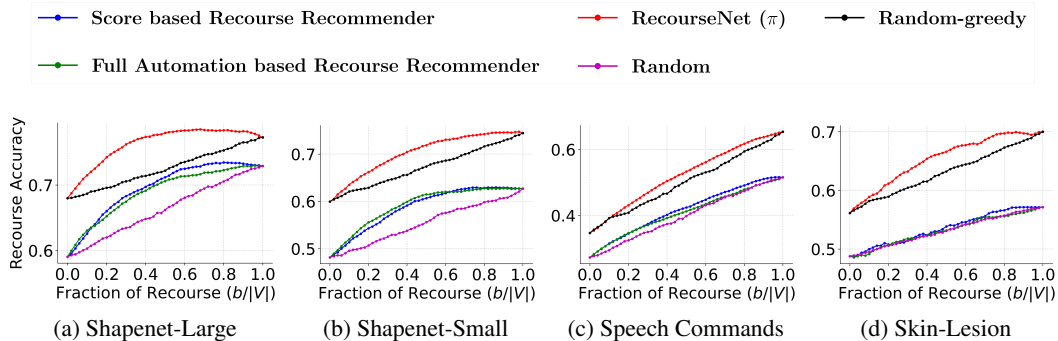 Score based Recourse Recommender
RecourseNet (π)
Random-greedy
Full Automation based Recourse Recommender
Random
Recourse Accuracy
0.7
0.6
0.0 0.2 0.4 0.6 0.8 1.0
Fraction of Recourse (b/|V|)
(a) Shapenet-Large
0.7
0.6
0.5
0.0 0.2 0.4 0.6 0.8 1.0
Fraction of Recourse (b/|V|)
(b) Shapenet-Small
0.6
0.4
0.0 0.2 0.4 0.6 0.8 1.0
Fraction of Recourse (b/|V|)
(c) Speech Commands
0.7
0.6
0.5
0.0 0.2 0.4 0.6 0.8 1.0
Fraction of Recourse (b/|V|)
(d) Skin-Lesion